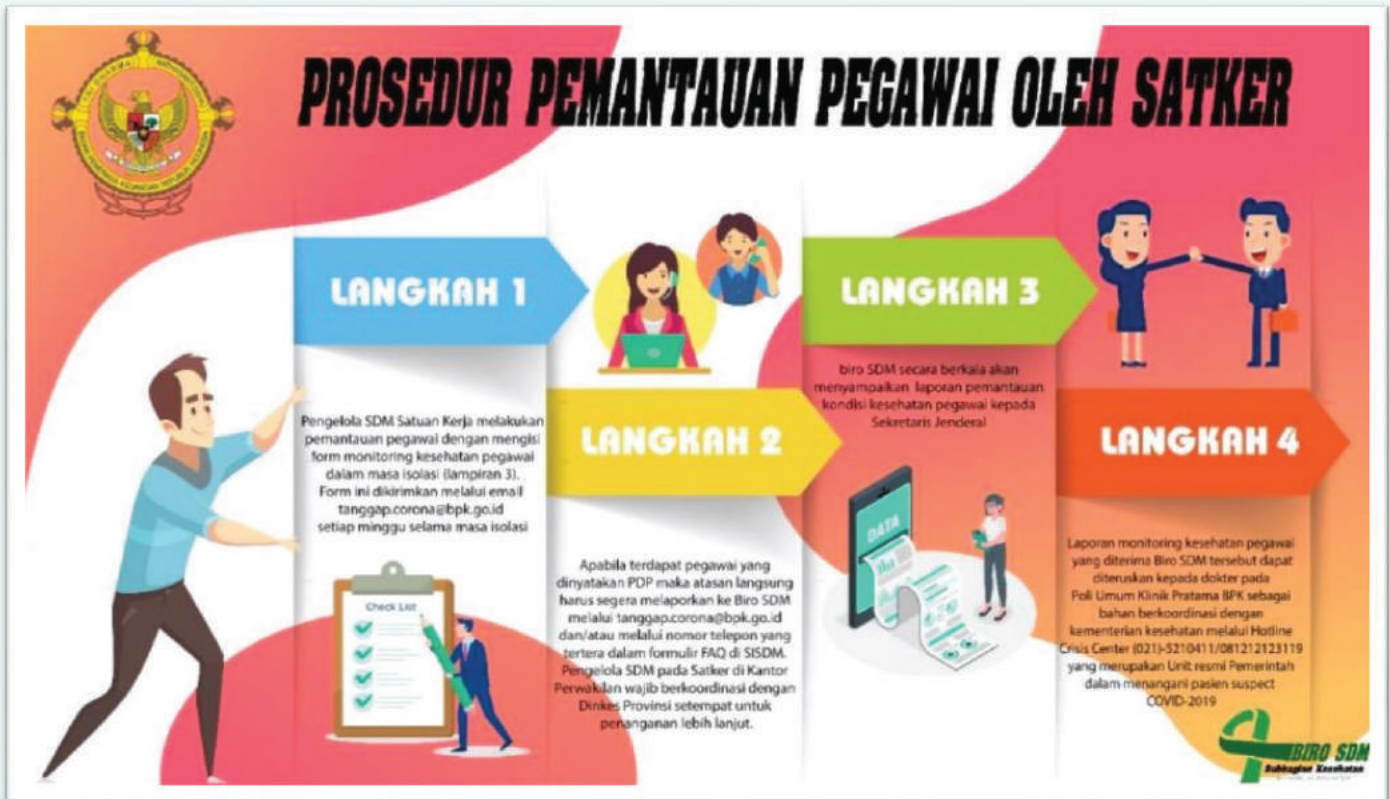 PROSEDUR PEMANTAUAN PEGAWAI OLEH SATKER
LANGKAH 1
Pengelola SDM Satuan Kerja melakukan
pemantauan pegawai dengan mengisi
form monitoring kesehatan pegawai
dalam masa isolasi (lampiran 3).
Form ini dikirimkan melalui email
tanggap.corona@bpk.go.id
setiap minggu selama masa isolasi
Check List
LANGKAH 2
Apabila terdapat pegawai yang
dinyatakan PDP maka atasan langsung
harus segera melaporkan ke Biro SDM
melalui tanggap.corona@bpk.go.id
dan/atau melalui nomor telepon yang
tertera dalam formulir FAQ di SISDM.
Pengelola SDM pada Satker di Kantor
Perwakilan wajib berkoordinasi dengan
Dinkes Provinsi setempat untuk
penanganan lebih lanjut.
LANGKAH 3
biro SDM secara berkala akan
menyampaikan laporan pemantauan
kondisi kesehatan pegawai kepada
Sekretaris Jenderal
DATA
LANGKAH 4
Laporan monitoring kesehatan pegawai
yang diterima Biro SDM tersebut dapat
diteruskan kepada dokter pada
Poli Umum Klinik Pratama BPK sebagai
bahan berkoordinasi dengan
kementerian kesehatan melalui Hotline
Crisis Center (021)-5210411/081212123119
yang merupakan Unit resmi Pemerintah
dalam menangani pasien suspect
COVID-2019
BIRO SDM
Subbagian Kesehatan